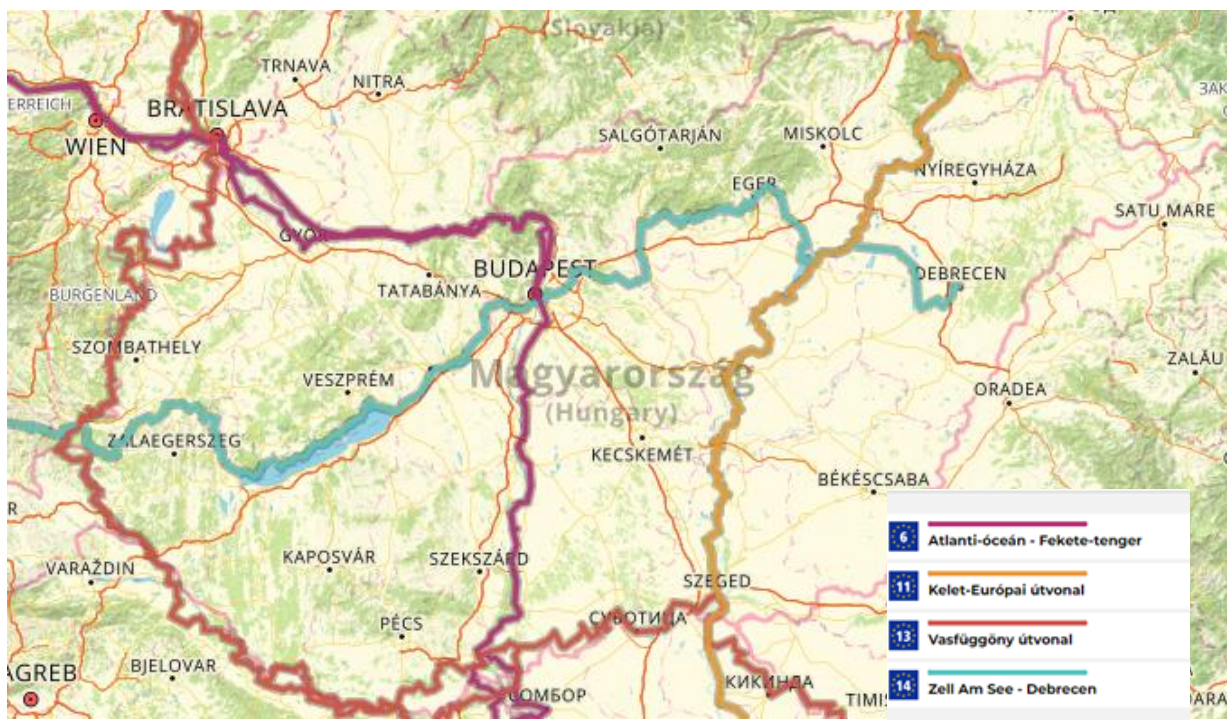 (Slovakia)
TRNAVA
NITRA
ERREICH
BRATISLAVA
WIEN
SALGÓTARJÁN
MISKOLC
EGER
NYÍREGYHÁZA
SATU MARE
GYŐR
BUDAPEST
DEBRECEN
TATABÁNYA
BURGENLAND
SZOMBATHELY
VESZPRÉM
Magyarország
(Hungary)
ZALĂU
ORADEA
ZALAEGERSZEG
KECSKEMÉT
BÉKÉSCSABA
R
KAPOSVÁR
SZEKSZÁRD
VARAŽDIN
SZEGED
СУБОТИЦА
PÉCS
AGREB
BJELOVAR
СОМБОР
КИКИНДА
TIMI
6 Atlanti-óceán - Fekete-tenger
11 Kelet-Európai útvonal
13 Vasfüggöny útvonal
14 Zell Am See - Debrecen